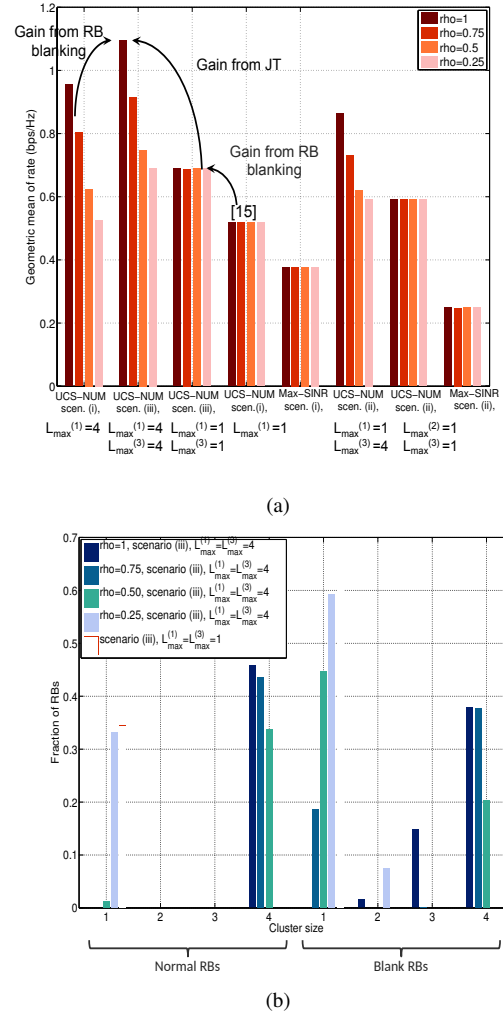 1.2
rho=1
rho=0.75
rho=0.5
rho=0.25
Gain from RB
blanking
Gain from JT
Gain from RB
blanking
[15]
1
0.8
0.6
0.4
0.2
0
Geometric mean of rate (bps/Hz)
UCS−NUM scen. (i), L_max^(1)=4
UCS−NUM scen. (iii), L_max^(1)=4 L_max^(3)=4
UCS−NUM scen. (iii), L_max^(1)=1 L_max^(3)=1
UCS−NUM scen.(i), L_max^(1)=1
Max−SINR scen. (i),
UCS−NUM scen. (ii), L_max^(1)=1 L_max^(3)=4
UCS−NUM scen. (ii), L_max^(2)=1 L_max^(3)=1
Max−SINR scen. (ii),
(a)
0.7
0.6
0.5
0.4
0.3
0.2
0.1
0
Fraction of RBs
rho=1, scenario (iii), L_max^(1)=L_max^(3)=4
rho=0.75, scenario (iii), L_max^(1)=L_max^(3)=4
rho=0.50, scenario (iii), L_max^(1)=L_max^(3)=4
rho=0.25, scenario (iii), L_max^(1)=L_max^(3)=4
scenario (iii), L_max^(1)=L_max^(3)=1
1 2 3 4 1 2 3 4
Cluster size
Normal RBs
Blank RBs
(b)